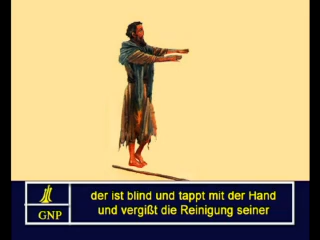 der ist blind und tappt mit der Hand
und vergißt die Reinigung seiner
GNP